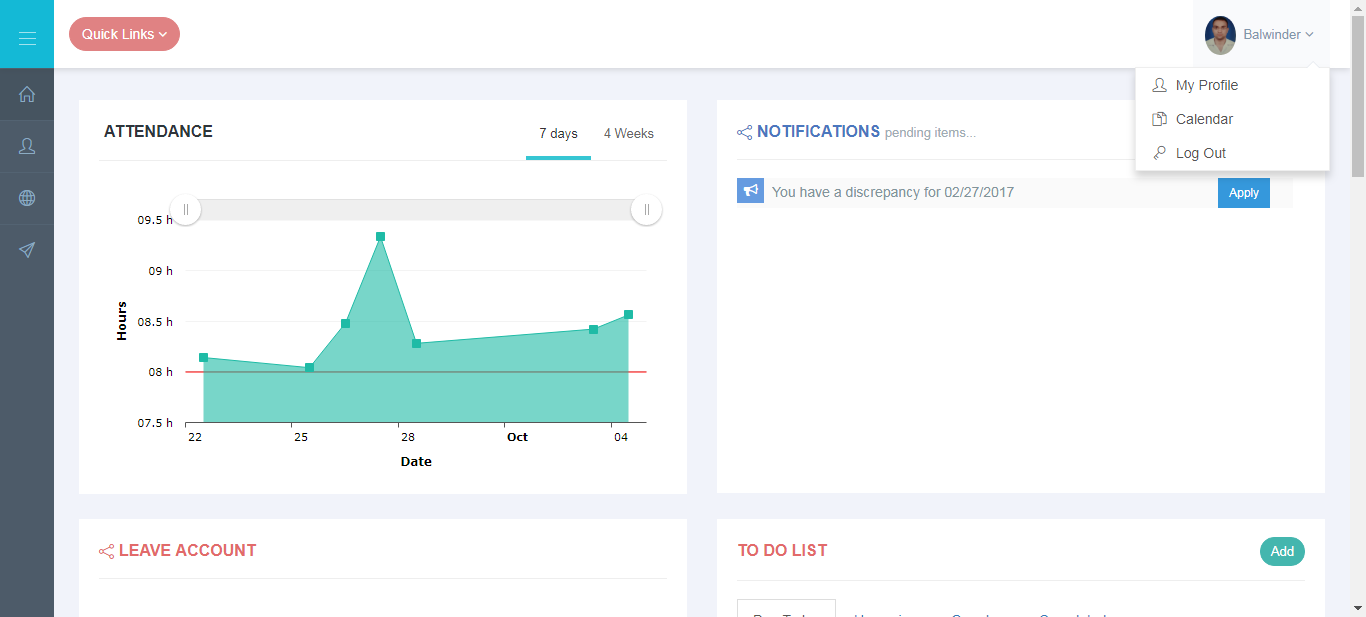 Quick Links
Balwinder
My Profile
Calendar
Log Out
ATTENDANCE
7 days
4 Weeks
09.5 h
09 h
08.5 h
08 h
07.5 h
Hours
22
25
28
Oct
04
Date
NOTIFICATIONS pending items...
You have a discrepancy for 02/27/2017
Apply
LEAVE ACCOUNT
TO DO LIST
Add